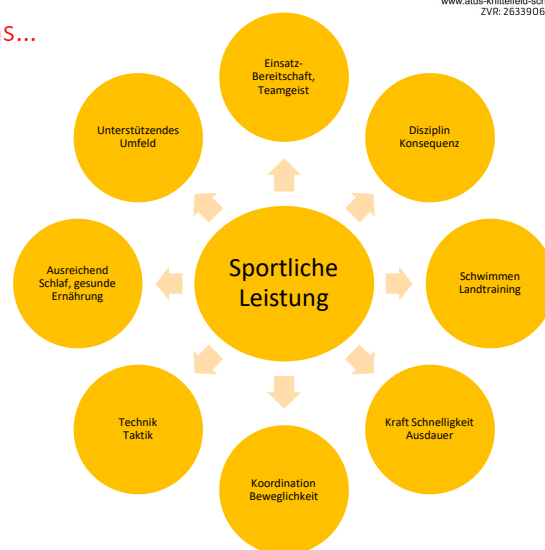 www.atus-knittelfeld-sch
ZVR: 2633906
s...
Einsatz-
Bereitschaft,
Teamgeist
Disziplin
Konsequenz
Schwimmen
Landtraining
Kraft Schnelligkeit
Ausdauer
Koordination
Beweglichkeit
Technik
Taktik
Ausreichend
Schlaf, gesunde
Ernährung
Unterstützendes
Umfeld
Sportliche
Leistung